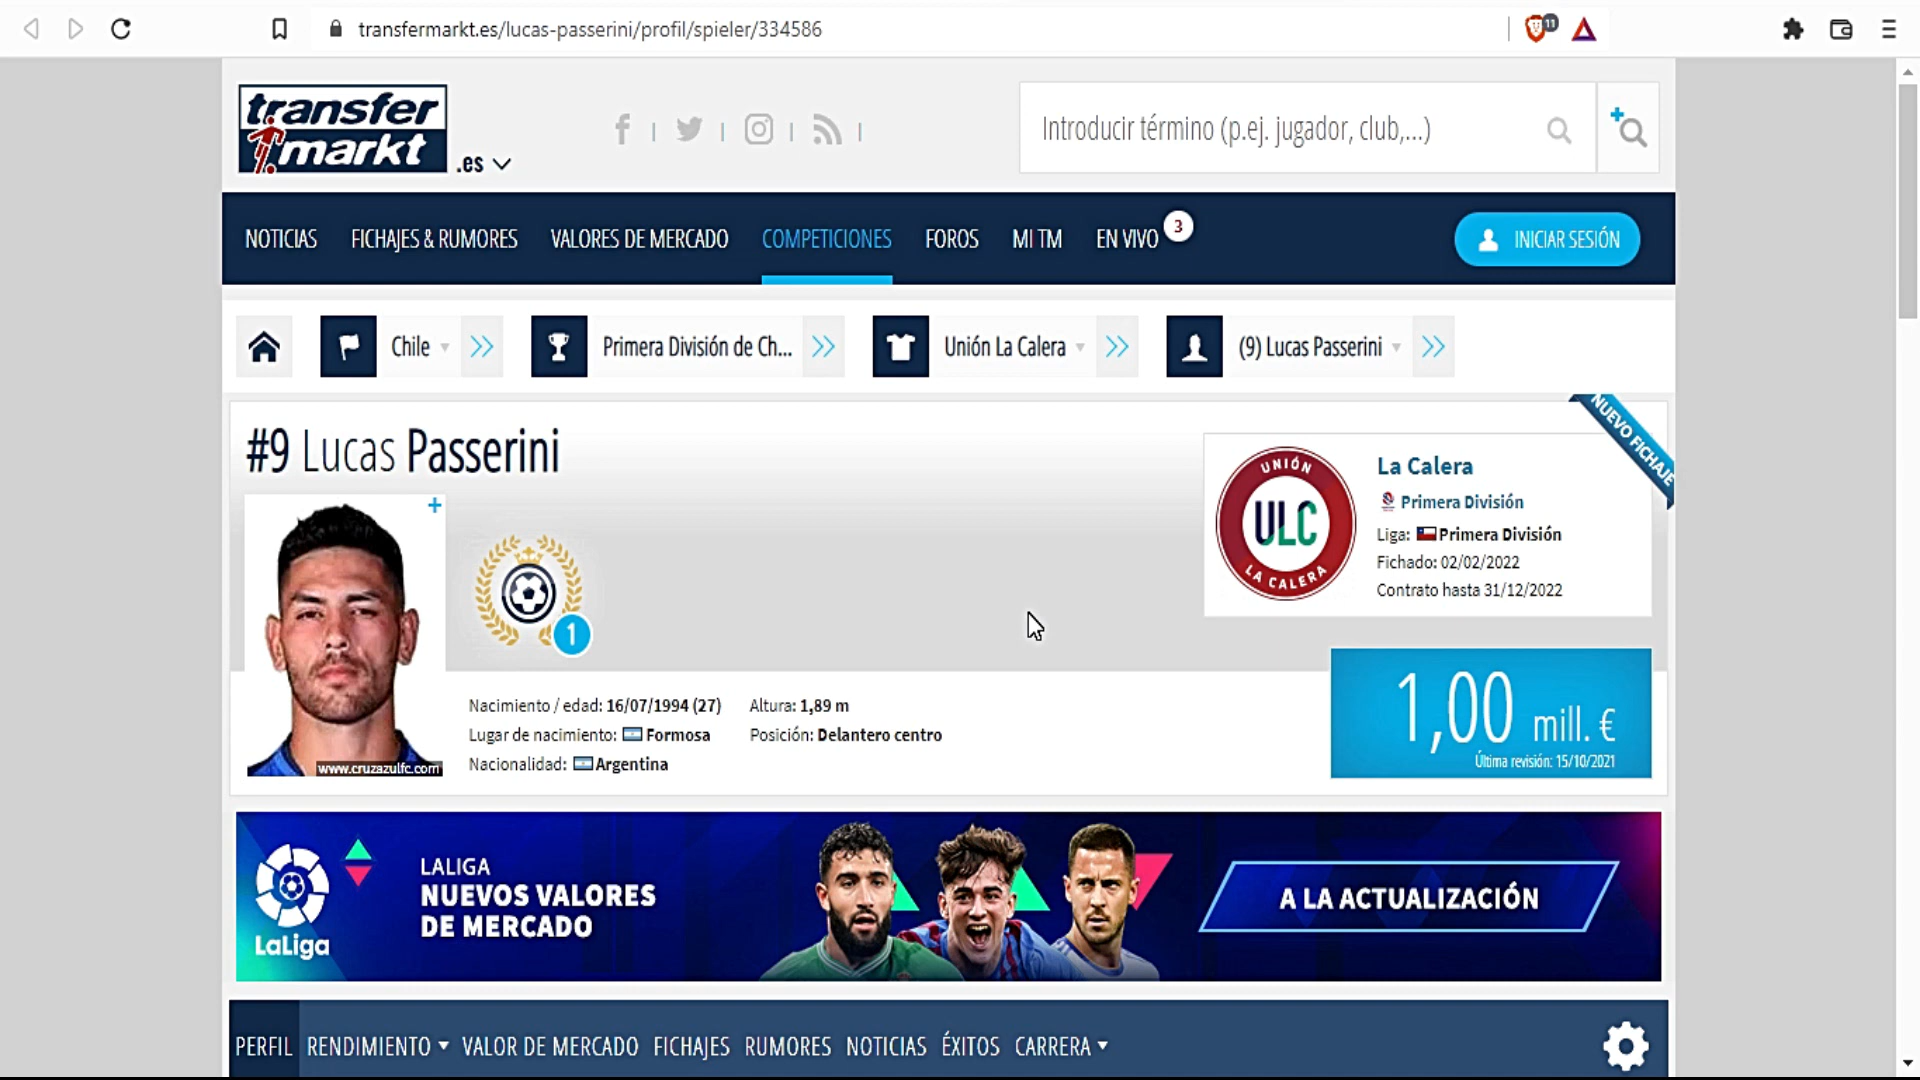 transfermarkt.es/lucas-passerini/profil/spieler/334586
11
transfer
markt
.es
Introducir término (p.ej. jugador, club,...)
NOTICIAS FICHAJES & RUMORES VALORES DE MERCADO COMPETICIONES FOROS MI TM EN VIVO 3 INICIAR SESIÓN
Chile Primera División de Ch... Unión La Calera (9) Lucas Passerini
NUEVO FICHAJE
#9 Lucas Passerini
UNIÓN
ULC
LA CALERA
La Calera
Primera División
Liga: Primera División
Fichado: 02/02/2022
Contrato hasta 31/12/2022
1
www.cruzazulfc.com
Nacimiento / edad: 16/07/1994 (27)
Lugar de nacimiento: Formosa
Nacionalidad: Argentina
Altura: 1,89 m
Posición: Delantero centro
1,00 mill. €
Última revisión: 15/10/2021
LaLiga
LALIGA
NUEVOS VALORES
DE MERCADO
A LA ACTUALIZACIÓN
PERFIL RENDIMIENTO VALOR DE MERCADO FICHAJES RUMORES NOTICIAS ÉXITOS CARRERA